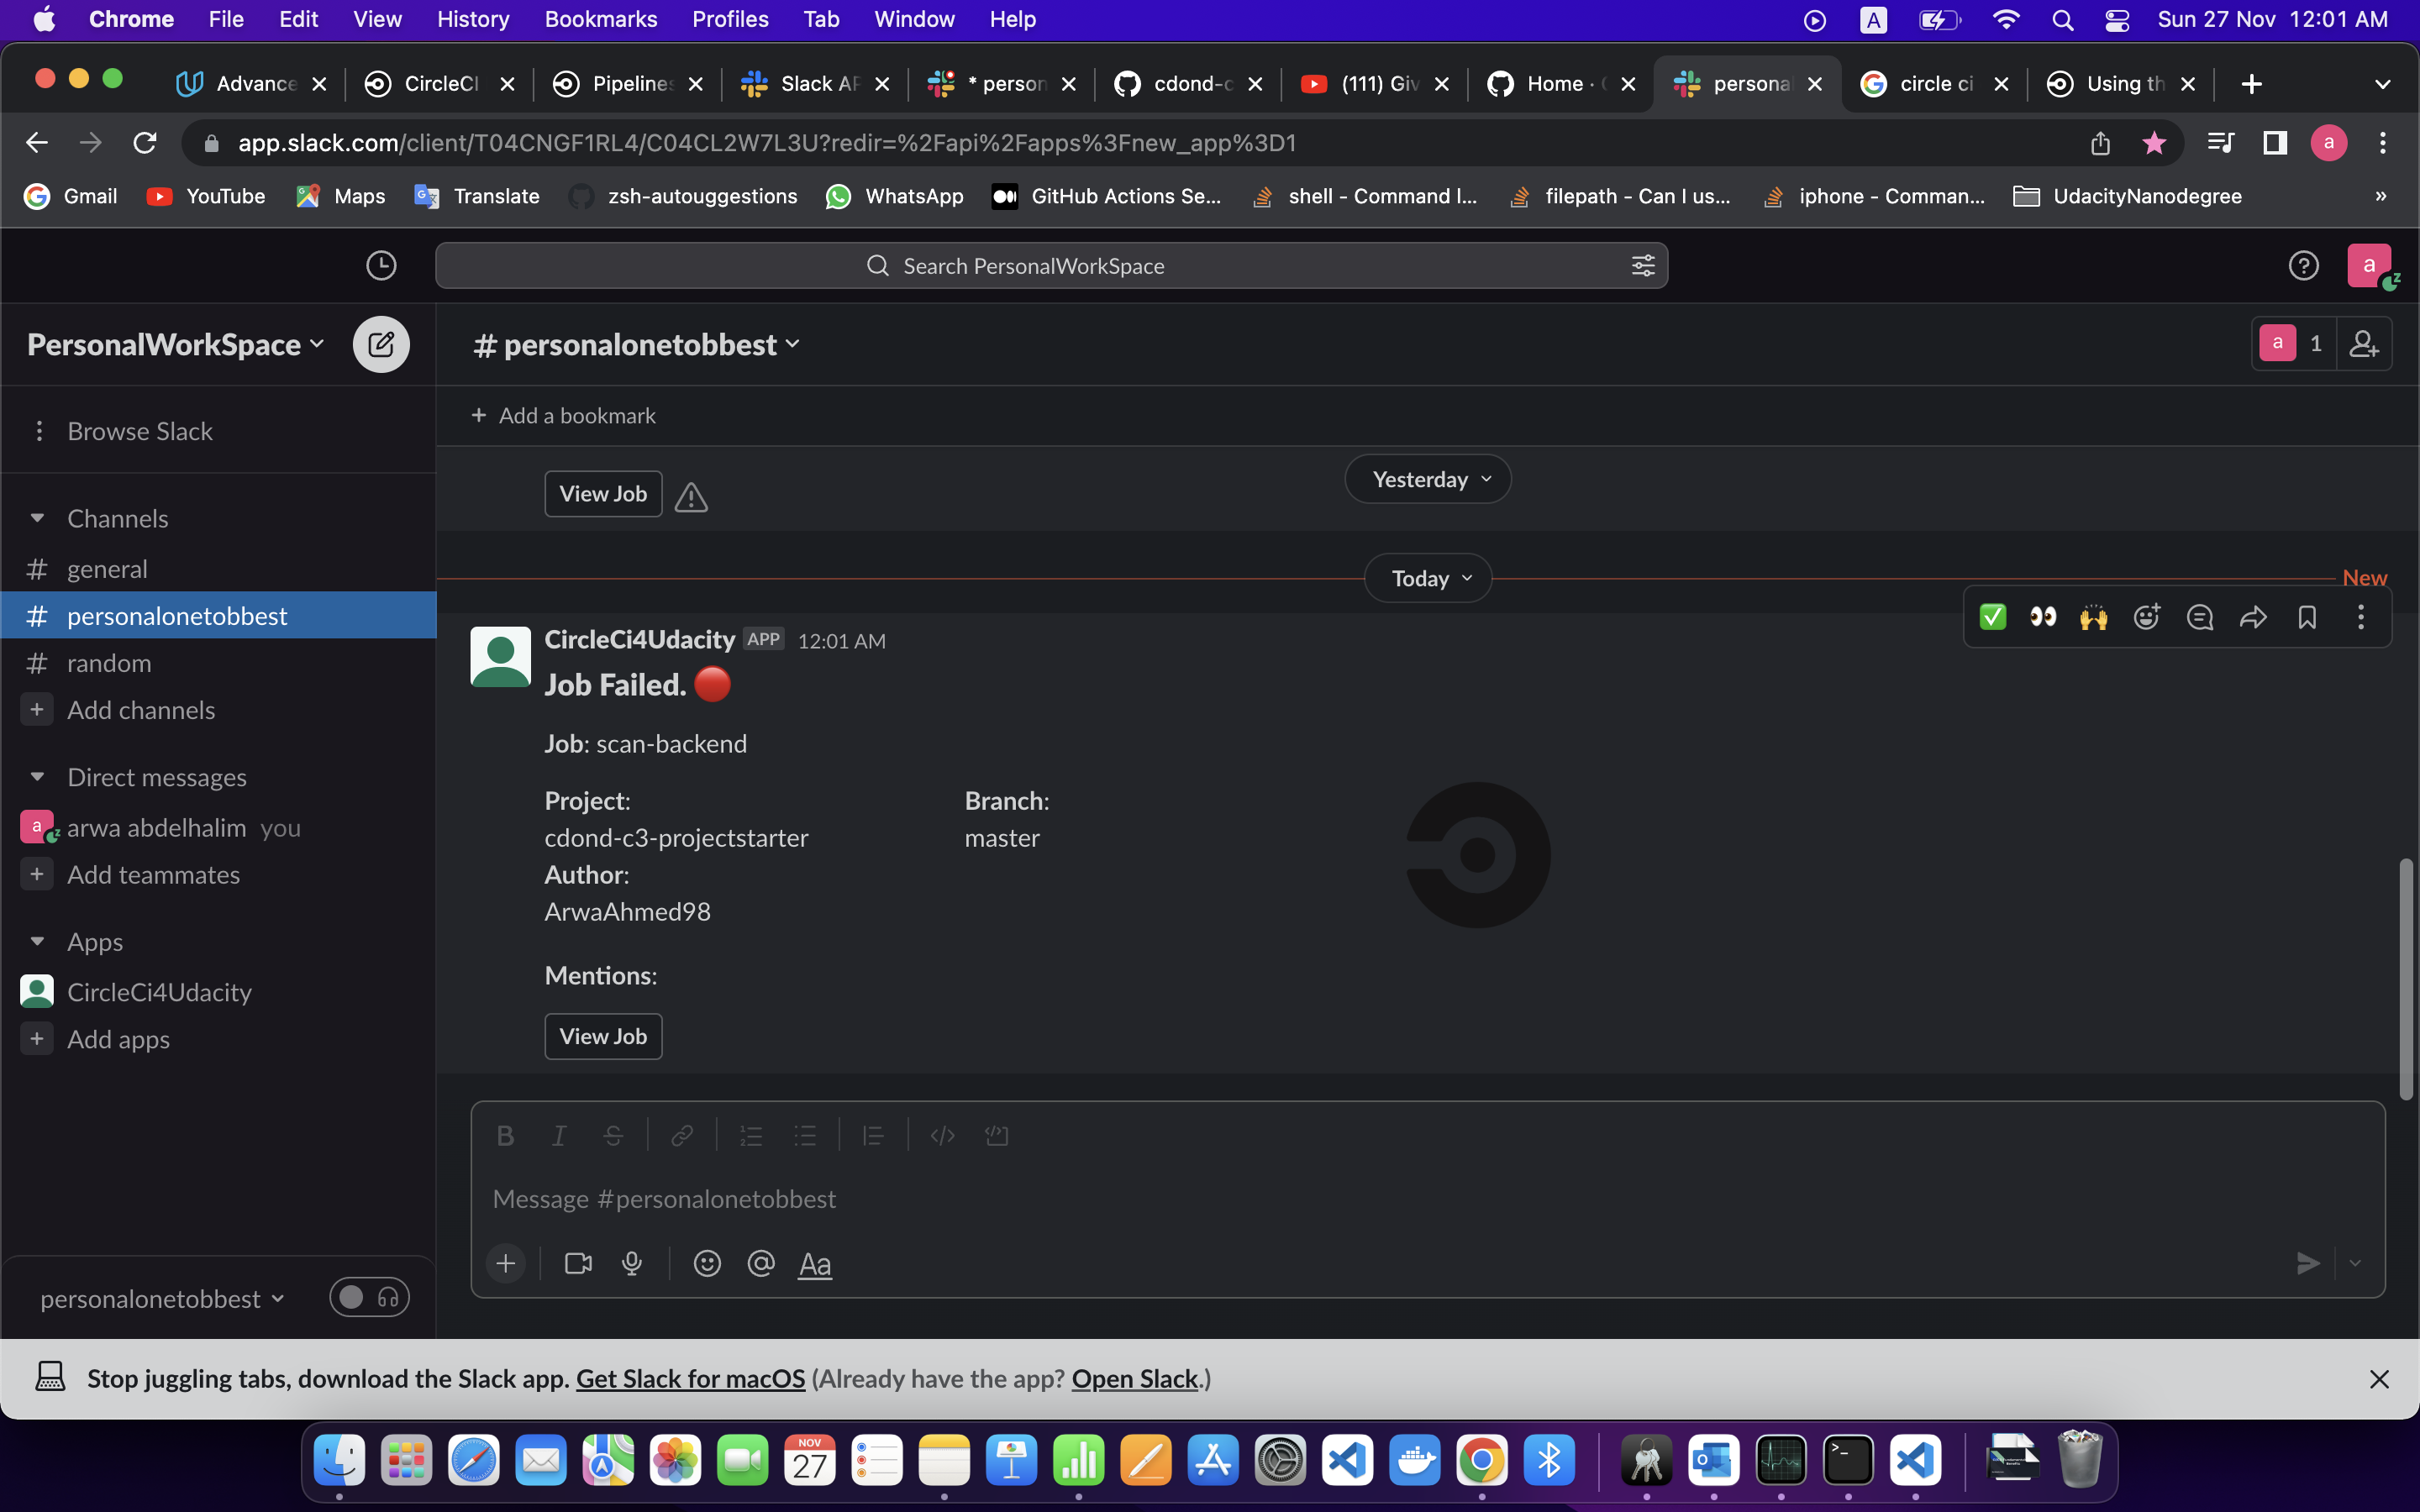 Chrome File Edit View History Bookmarks Profiles Tab Window Help A Sun 27 Nov 12:01 AM
Advance CircleCI Pipelines Slack AP * person cdond-c (111) Giv Home · personal circle ci Using th
app.slack.com/client/T04CNGF1RL4/C04CL2W7L3U?redir=%2Fapi%2Fapps%3Fnew_app%3D1 a
Gmail YouTube Maps Translate zsh-autouggestions WhatsApp GitHub Actions Se... shell - Command l... filepath - Can I us... iphone - Comman... UdacityNanodegree »
Search PersonalWorkSpace
a
PersonalWorkSpace
# personalonetobbest
a 1
Browse Slack
+ Add a bookmark
View Job
Yesterday
Channels
# general
# personalonetobbest
# random
+ Add channels
Direct messages
a arwa abdelhalim you
+ Add teammates
Apps
CircleCi4Udacity
+ Add apps
Today
New
CircleCi4Udacity APP 12:01 AM
Job Failed.
Job: scan-backend
Project: Branch:
cdond-c3-projectstarter master
Author:
ArwaAhmed98
Mentions:
View Job
B I S
Message #personalonetobbest
+ @ Aa
personalonetobbest
Stop juggling tabs, download the Slack app. Get Slack for macOS (Already have the app? Open Slack.)
NOV
27